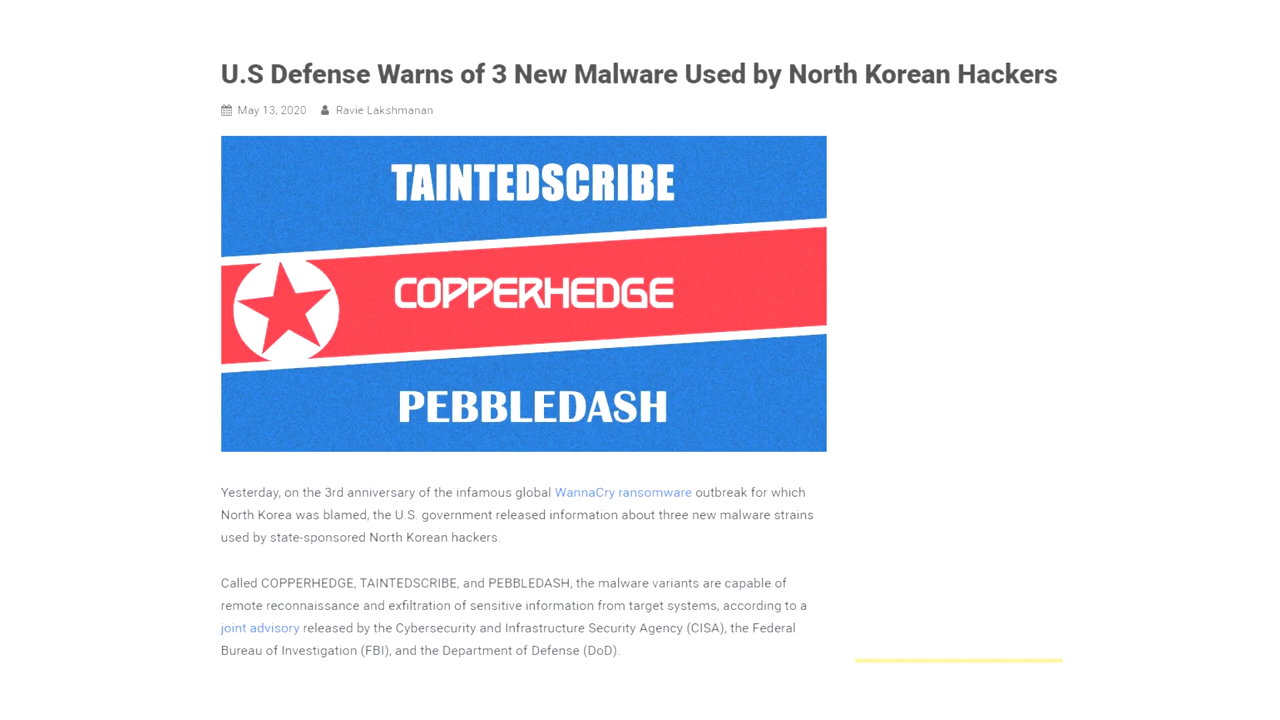 U.S Defense Warns of 3 New Malware Used by North Korean Hackers
May 13, 2020 Ravie Lakshmanan
TAINTEDSCRIBE
COPPERHEDGE
PEBBLEDASH
Yesterday, on the 3rd anniversary of the infamous global WannaCry ransomware outbreak for which
North Korea was blamed, the U.S. government released information about three new malware strains
used by state-sponsored North Korean hackers.
Called COPPERHEDGE, TAINTEDSCRIBE, and PEBBLEDASH, the malware variants are capable of
remote reconnaissance and exfiltration of sensitive information from target systems, according to a
joint advisory released by the Cybersecurity and Infrastructure Security Agency (CISA), the Federal
Bureau of Investigation (FBI), and the Department of Defense (DoD).